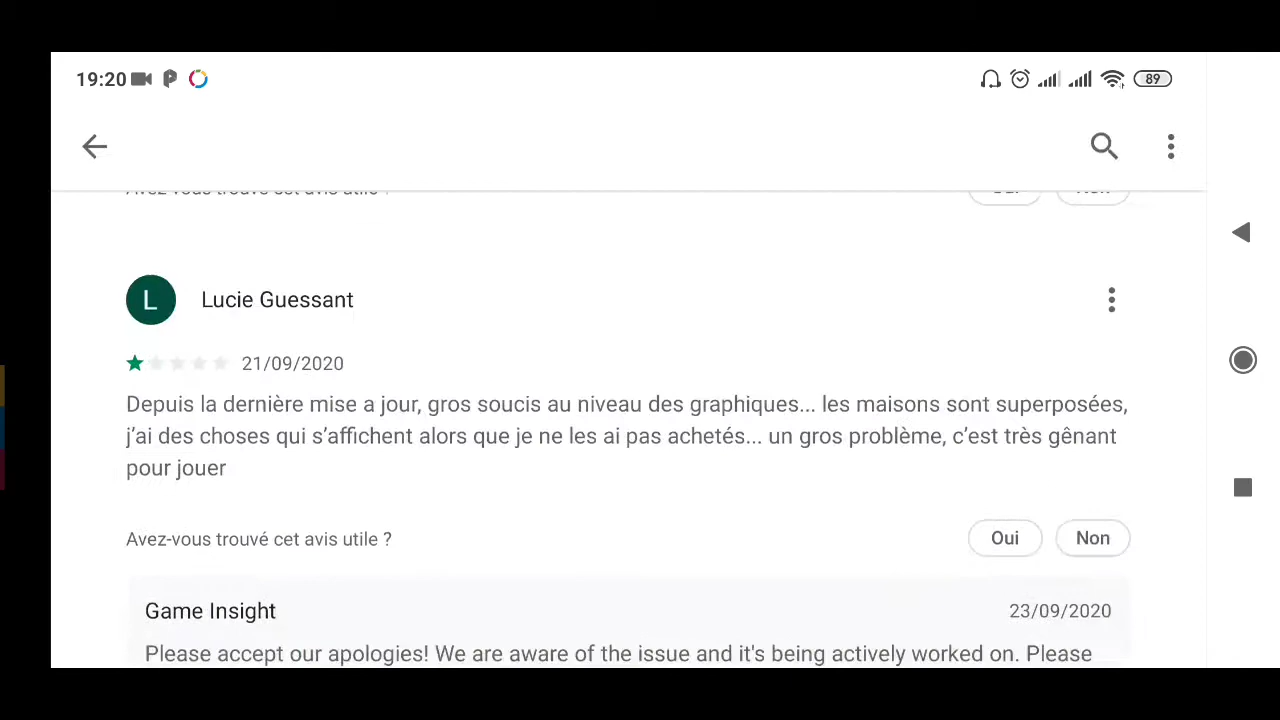 19:20
89
Lucie Guessant
21/09/2020
Depuis la dernière mise a jour, gros soucis au niveau des graphiques... les maisons sont superposées,
j’ai des choses qui s’affichent alors que je ne les ai pas achetés... un gros problème, c’est très gênant
pour jouer
Avez-vous trouvé cet avis utile ?
Oui Non
Game Insight 23/09/2020
Please accept our apologies! We are aware of the issue and it's being actively worked on. Please